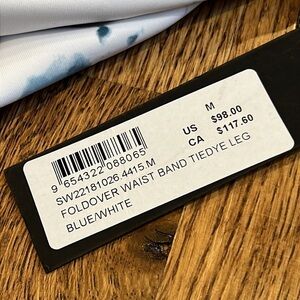 M
US $98.00
CA $117.60
9 654322 088065
SW22181026.4415.M
FOLDOVER WAIST BAND TIEDYE LEG
BLUE/WHITE